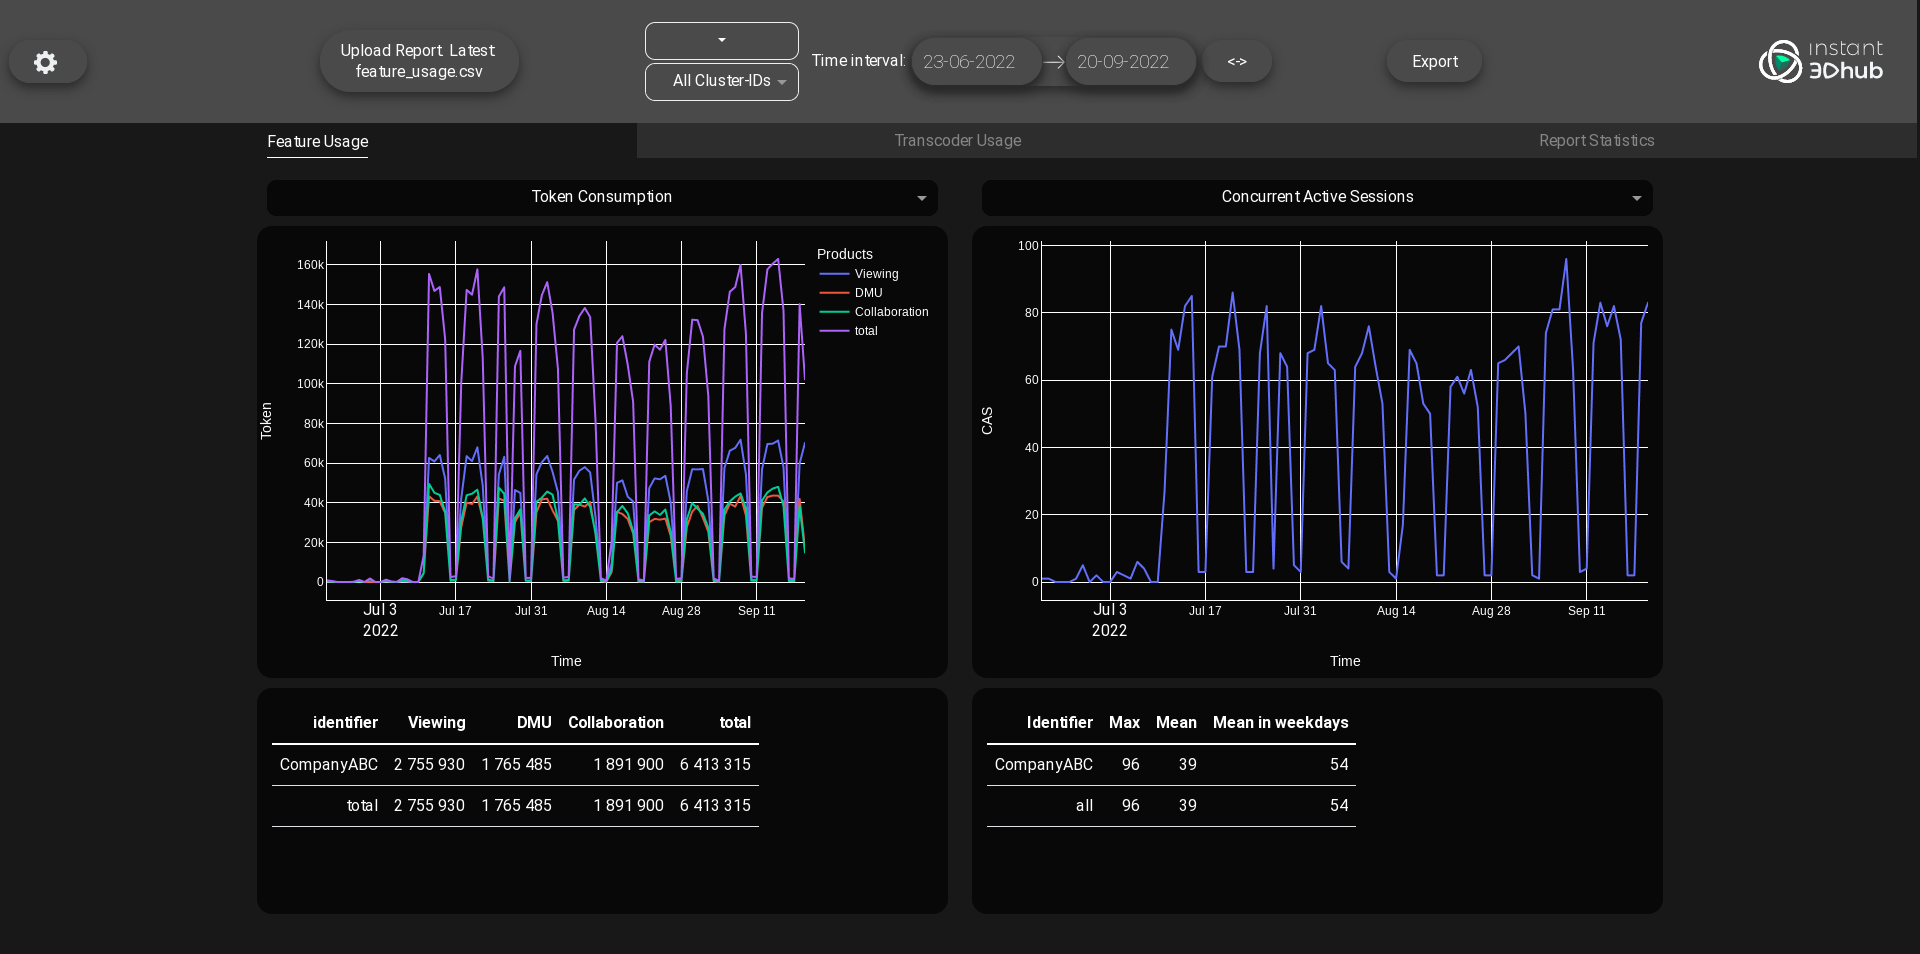 Upload Report. Latest:
feature_usage.csv
All Cluster-IDs
Time interval:
23-06-2022
20-09-2022
<->
Export
instant
3Dhub
Feature Usage
Transcoder Usage
Report Statistics
Token Consumption
Concurrent Active Sessions
160k
140k
120k
100k
80k
60k
40k
20k
0
Token
Jul 3
2022
Jul 17
Jul 31
Aug 14
Aug 28
Sep 11
Time
Products
Viewing
DMU
Collaboration
total
100
80
60
40
20
0
CAS
Jul 3
2022
Jul 17
Jul 31
Aug 14
Aug 28
Sep 11
Time
identifier Viewing DMU Collaboration total
CompanyABC 2 755 930 1 765 485 1 891 900 6 413 315
total 2 755 930 1 765 485 1 891 900 6 413 315
Identifier Max Mean Mean in weekdays
CompanyABC 96 39 54
all 96 39 54